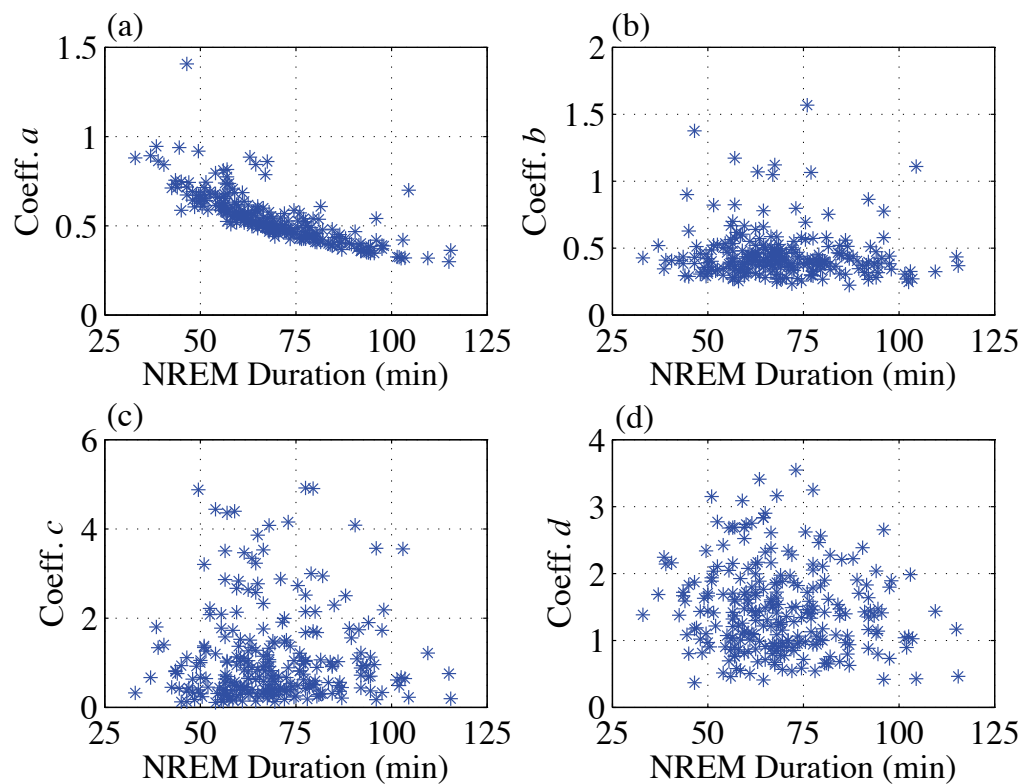 (a)
1.5
1
0.5
0
Coeff. a
25 50 75 100 125
NREM Duration (min)
(b)
2
1.5
1
0.5
0
Coeff. b
25 50 75 100 125
NREM Duration (min)
(c)
6
4
2
0
Coeff. c
25 50 75 100 125
NREM Duration (min)
(d)
4
3
2
1
0
Coeff. d
25 50 75 100 125
NREM Duration (min)